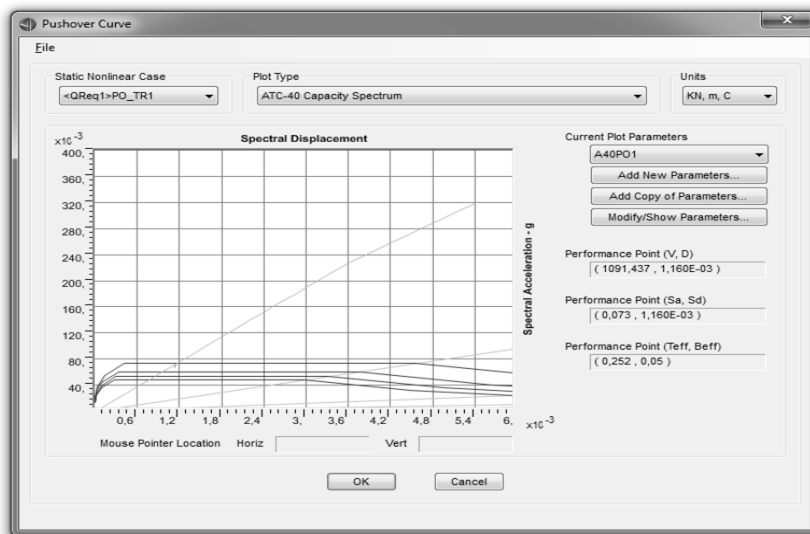 Pushover Curve
File
Static Nonlinear Case
<QReq1>PO_TR1
Plot Type
ATC-40 Capacity Spectrum
Units
KN, m, C
x10 -3
Spectral Displacement
400,
360,
320,
280,
240,
200,
160,
120,
80,
40,
0,6 1,2 1,8 2,4 3, 3,6 4,2 4,8 5,4 6, x10 -3
Spectral Acceleration - g
Mouse Pointer Location Horiz Vert
Current Plot Parameters
A40PO1
Add New Parameters...
Add Copy of Parameters...
Modify/Show Parameters...
Performance Point (V, D)
( 1091,437 , 1,160E-03 )
Performance Point (Sa, Sd)
( 0,073 , 1,160E-03 )
Performance Point (Teff, Beff)
( 0,252 , 0,05 )
OK
Cancel